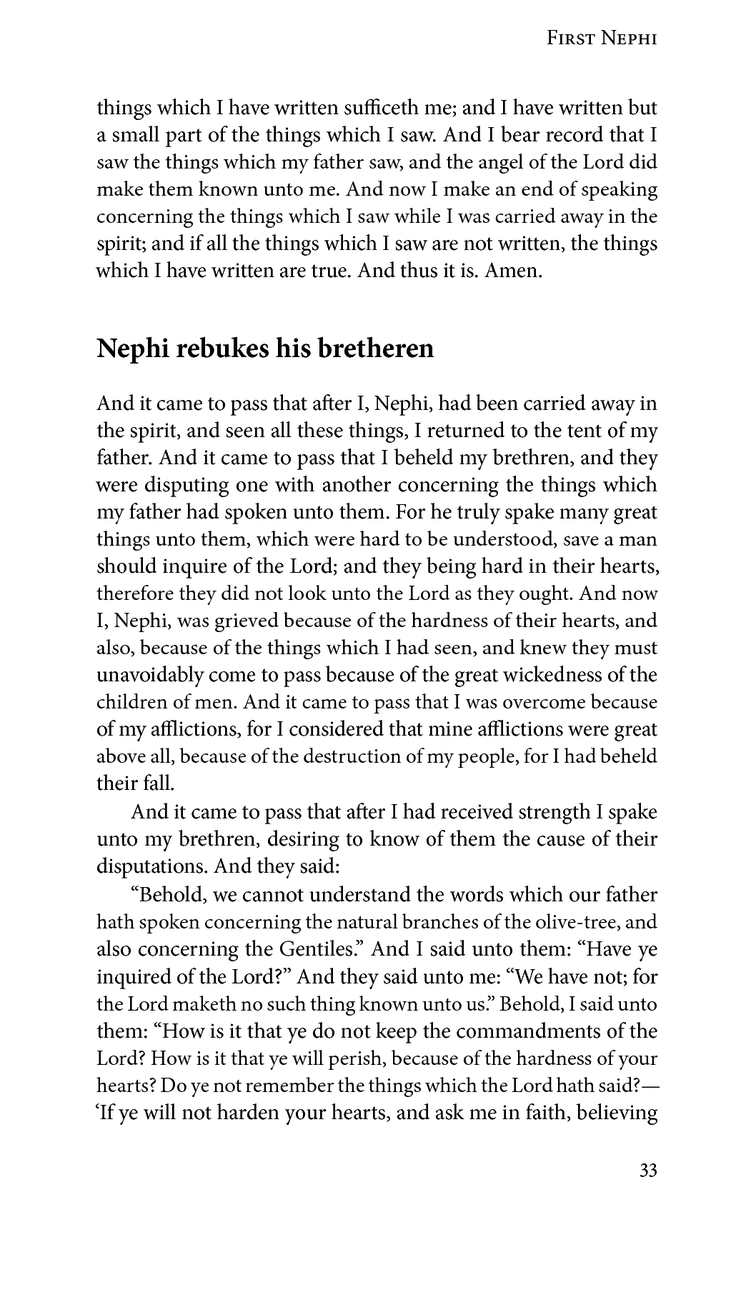 First Nephi
things which I have written sufficeth me; and I have written but
a small part of the things which I saw. And I bear record that I
saw the things which my father saw, and the angel of the Lord did
make them known unto me. And now I make an end of speaking
concerning the things which I saw while I was carried away in the
spirit; and if all the things which I saw are not written, the things
which I have written are true. And thus it is. Amen.
Nephi rebukes his bretheren
And it came to pass that after I, Nephi, had been carried away in
the spirit, and seen all these things, I returned to the tent of my
father. And it came to pass that I beheld my brethren, and they
were disputing one with another concerning the things which
my father had spoken unto them. For he truly spake many great
things unto them, which were hard to be understood, save a man
should inquire of the Lord; and they being hard in their hearts,
therefore they did not look unto the Lord as they ought. And now
I, Nephi, was grieved because of the hardness of their hearts, and
also, because of the things which I had seen, and knew they must
unavoidably come to pass because of the great wickedness of the
children of men. And it came to pass that I was overcome because
of my afflictions, for I considered that mine afflictions were great
above all, because of the destruction of my people, for I had beheld
their fall.
And it came to pass that after I had received strength I spake
unto my brethren, desiring to know of them the cause of their
disputations. And they said:
“Behold, we cannot understand the words which our father
hath spoken concerning the natural branches of the olive-tree, and
also concerning the Gentiles.” And I said unto them: “Have ye
inquired of the Lord?” And they said unto me: “We have not; for
the Lord maketh no such thing known unto us.” Behold, I said unto
them: “How is it that ye do not keep the commandments of the
Lord? How is it that ye will perish, because of the hardness of your
hearts? Do ye not remember the things which the Lord hath said?—
‘If ye will not harden your hearts, and ask me in faith, believing
33